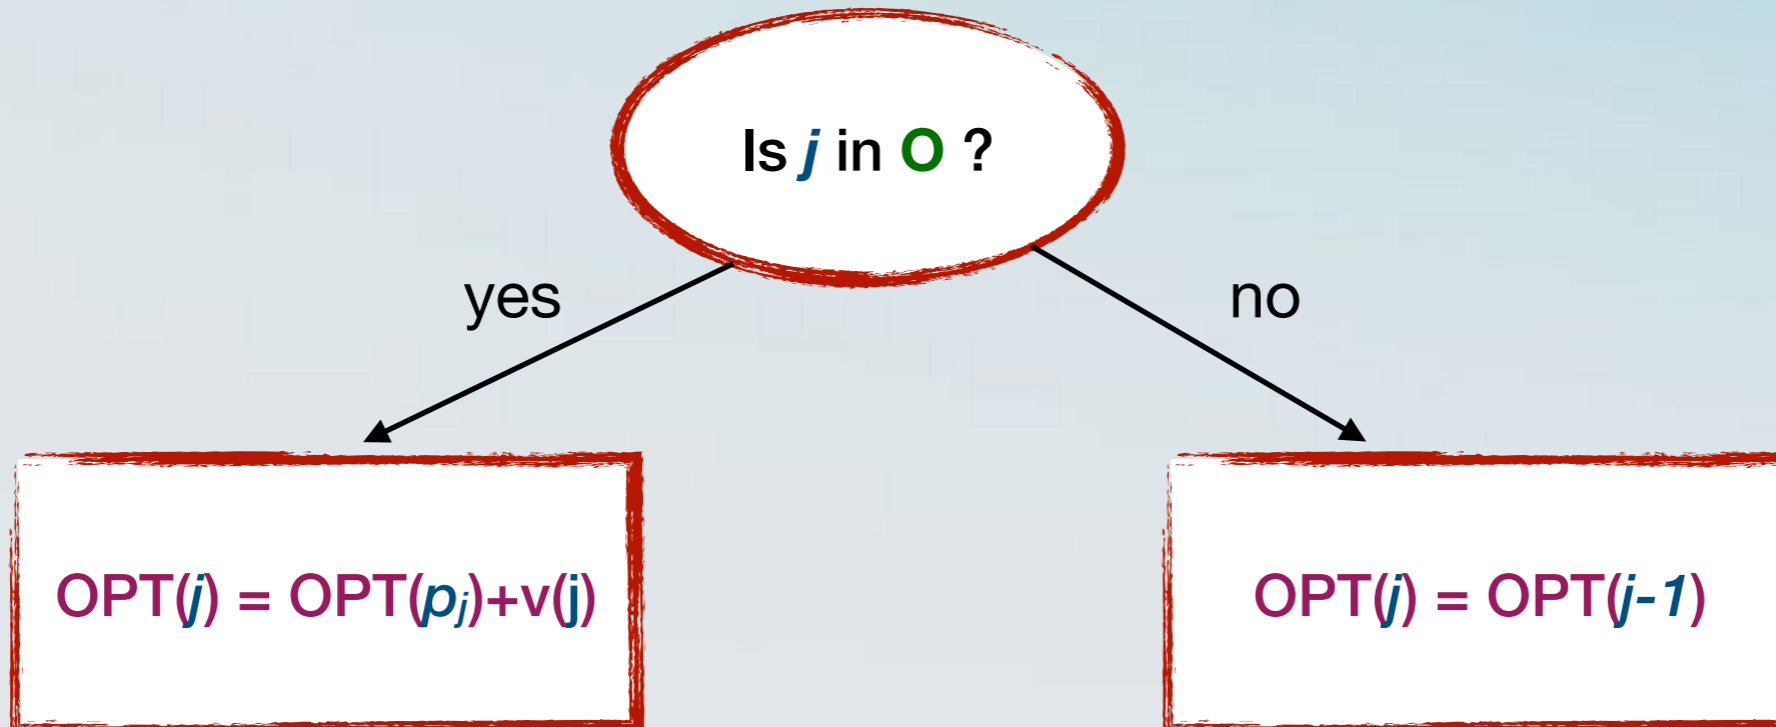 Is j in O ?
yes
no
OPT(j) = OPT(pj)+v(j)
OPT(j) = OPT(j-1)